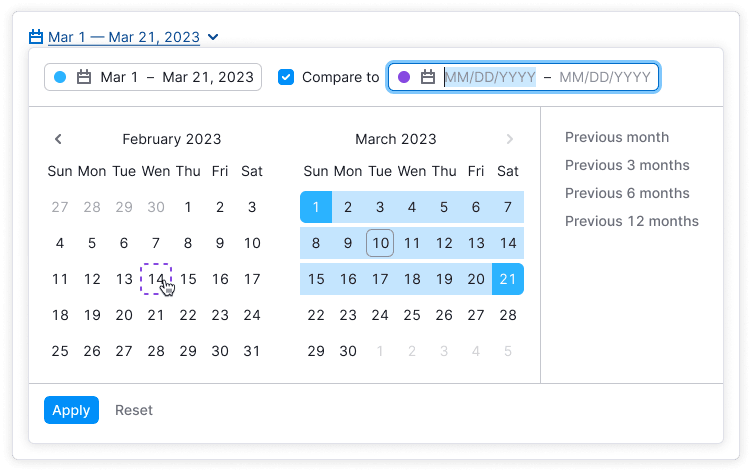 Mar 1 — Mar 21, 2023
Mar 1 – Mar 21, 2023 Compare to MM/DD/YYYY – MM/DD/YYYY
February 2023 March 2023
Sun Mon Tue Wen Thu Fri Sat Sun Mon Tue Wen Thu Fri Sat
27 28 29 30 1 2 3 1 2 3 4 5 6 7
4 5 6 7 8 9 10 8 9 10 11 12 13 14
11 12 13 14 15 16 17 15 16 17 18 19 20 21
18 19 20 21 22 23 24 22 23 24 25 26 27 28
25 26 27 28 29 30 31 29 30 1 2 3 4 5
Previous month
Previous 3 months
Previous 6 months
Previous 12 months
Apply Reset